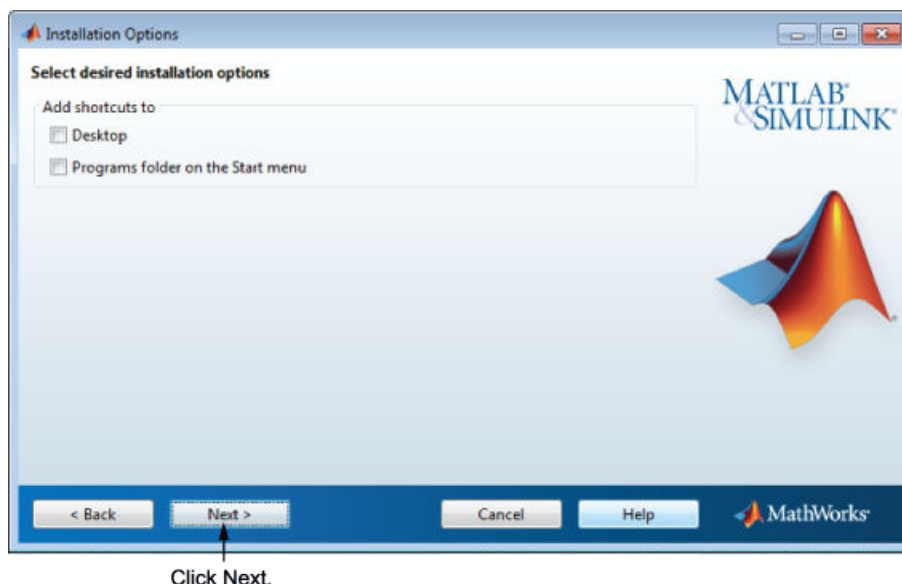 Installation Options
Select desired installation options
Add shortcuts to
Desktop
Programs folder on the Start menu
MATLAB®
&SIMULINK®
®
< Back
Next >
Cancel
Help
MathWorks®
Click Next.